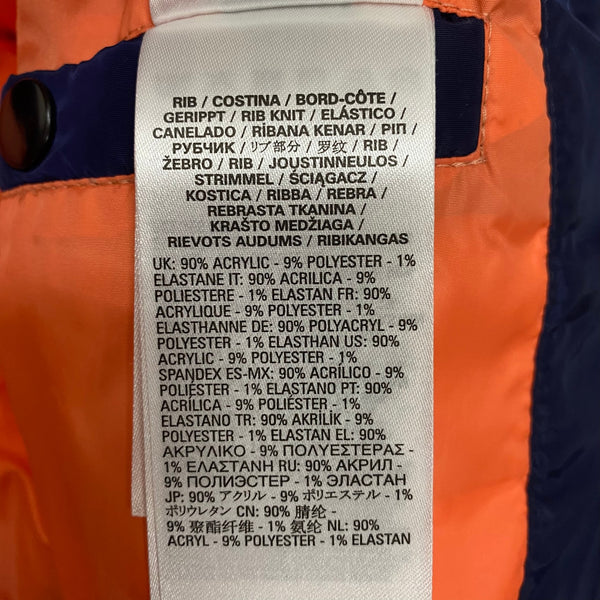 RIB / COSTINA / BORD-CÔTE /
GERIPPT / RIB KNIT / ELÁSTICO /
CANELADO / RİBANA KENAR / ΡΙΠ /
РУБЧИК / リブ部分 / 罗纹 / RIB /
ŽEBRO / RIB / JOUSTINNEULOS /
STRIMMEL / ŚCIĄGACZ /
KOSTICA / RIBBA / REBRA /
REBRASTA TKANINA /
KRAŠTO MEDŽIAGA /
RIEVOTS AUDUMS / RIBIKANGAS
UK: 90% ACRYLIC - 9% POLYESTER - 1%
ELASTANE IT: 90% ACRILICA - 9%
POLIESTERE - 1% ELASTAN FR: 90%
ACRYLIQUE - 9% POLYESTER - 1%
ELASTHANNE DE: 90% POLYACRYL - 9%
POLYESTER - 1% ELASTHAN US: 90%
ACRYLIC - 9% POLYESTER - 1%
SPANDEX ES-MX: 90% ACRÍLICO - 9%
POLIÉSTER - 1% ELASTANO PT: 90%
ACRÍLICA - 9% POLIÉSTER - 1%
ELASTANO TR: 90% AKRİLİK - 9%
POLYESTER - 1% ELASTAN EL: 90%
ΑΚΡΥΛΙΚΟ - 9% ΠΟΛΥΕΣΤΕΡΑΣ -
1% ΕΛΑΣΤΑΝΗ RU: 90% АКРИЛ -
9% ПОЛИЭСТЕР - 1% ЭЛАСТАН
JP: 90% アクリル - 9% ポリエステル - 1%
ポリウレタン CN: 90% 腈纶 -
9% 聚酯纤维 - 1% 氨纶 NL: 90%
ACRYL - 9% POLYESTER - 1% ELASTAN